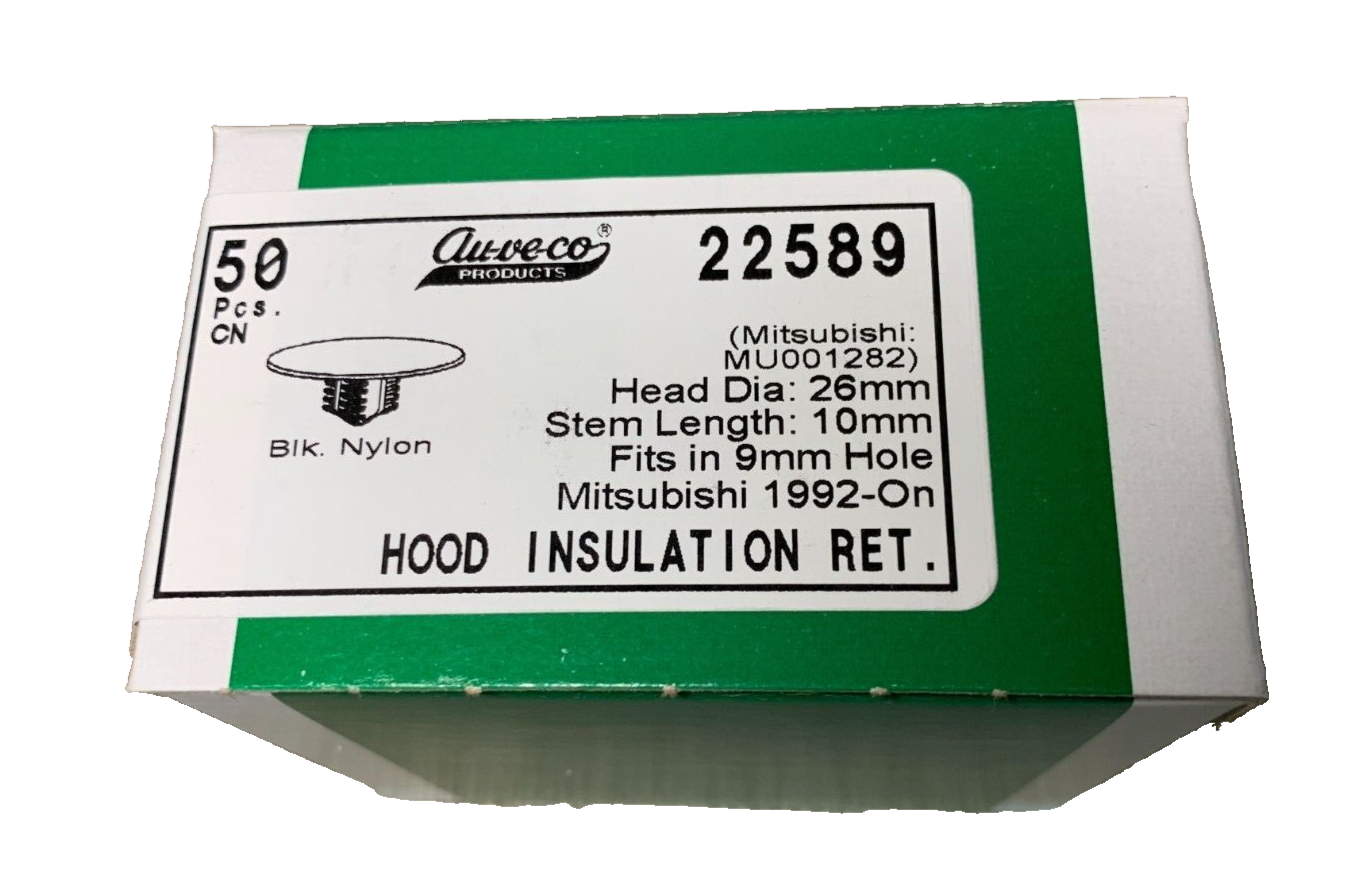 50
Pcs.
CN
Au-ve-co®
PRODUCTS
22589
(Mitsubishi:
MU001282)
Head Dia: 26mm
Stem Length: 10mm
Fits in 9mm Hole
Mitsubishi 1992-On
Blk. Nylon
HOOD INSULATION RET.